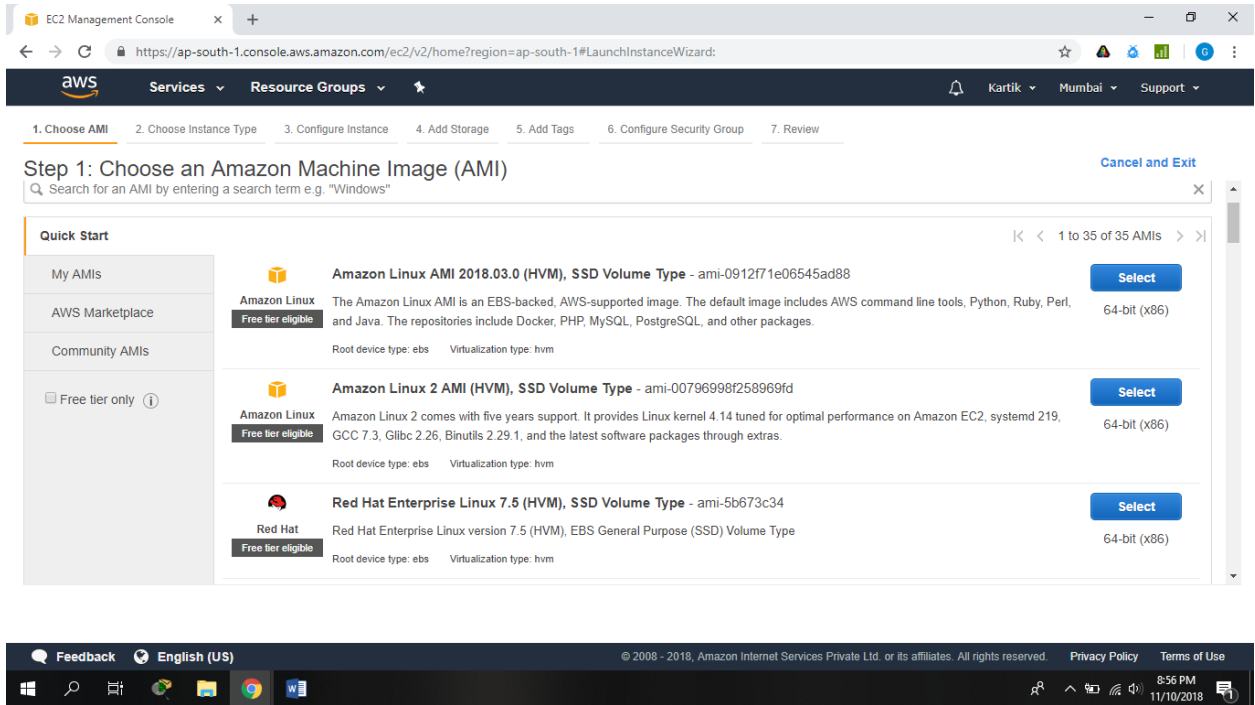 EC2 Management Console
https://ap-south-1.console.aws.amazon.com/ec2/v2/home?region=ap-south-1#LaunchInstanceWizard:
G
aws Services Resource Groups Kartik Mumbai Support
1. Choose AMI 2. Choose Instance Type 3. Configure Instance 4. Add Storage 5. Add Tags 6. Configure Security Group 7. Review
Step 1: Choose an Amazon Machine Image (AMI)
Cancel and Exit
Search for an AMI by entering a search term e.g. "Windows"
Quick Start
1 to 35 of 35 AMIs
My AMIs
AWS Marketplace
Community AMIs
Free tier only
Amazon Linux
Free tier eligible
Amazon Linux AMI 2018.03.0 (HVM), SSD Volume Type - ami-0912f71e06545ad88
The Amazon Linux AMI is an EBS-backed, AWS-supported image. The default image includes AWS command line tools, Python, Ruby, Perl,
and Java. The repositories include Docker, PHP, MySQL, PostgreSQL, and other packages.
Root device type: ebs Virtualization type: hvm
Select
64-bit (x86)
Amazon Linux
Free tier eligible
Amazon Linux 2 AMI (HVM), SSD Volume Type - ami-00796998f258969fd
Amazon Linux 2 comes with five years support. It provides Linux kernel 4.14 tuned for optimal performance on Amazon EC2, systemd 219,
GCC 7.3, Glibc 2.26, Binutils 2.29.1, and the latest software packages through extras.
Root device type: ebs Virtualization type: hvm
Select
64-bit (x86)
Red Hat
Free tier eligible
Red Hat Enterprise Linux 7.5 (HVM), SSD Volume Type - ami-5b673c34
Red Hat Enterprise Linux version 7.5 (HVM), EBS General Purpose (SSD) Volume Type
Root device type: ebs Virtualization type: hvm
Select
64-bit (x86)
Feedback English (US) © 2008 - 2018, Amazon Internet Services Private Ltd. or its affiliates. All rights reserved. Privacy Policy Terms of Use
8:56 PM
11/10/2018
1